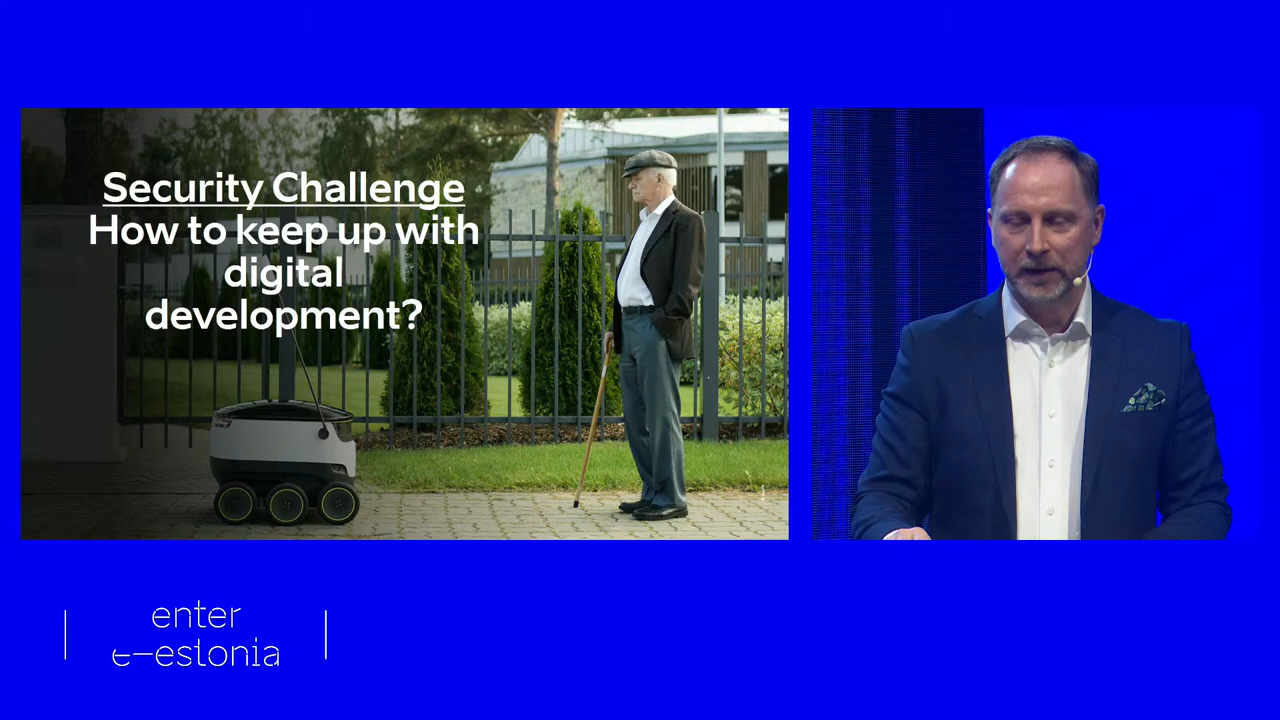 Security Challenge
How to keep up with
digital
development?
enter
e-estonia